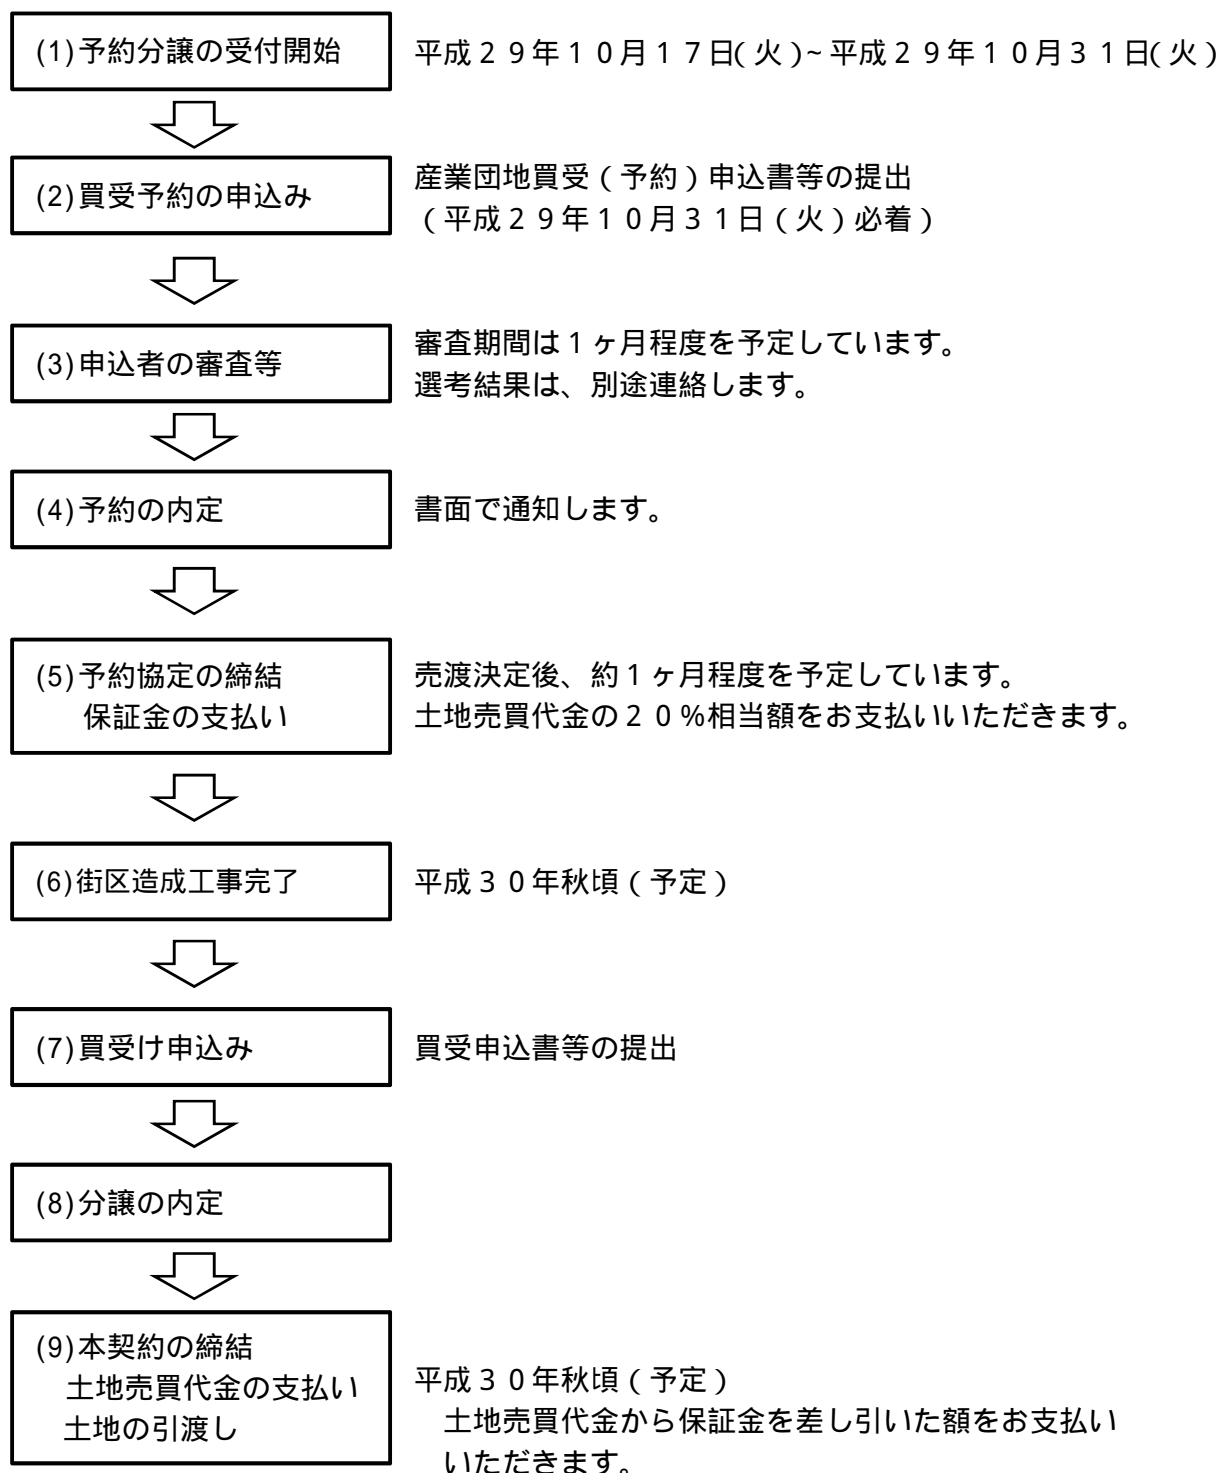 (1)予約分譲の受付開始
平成２９年１０月１７日(火)~平成２９年１０月３１日(火)
(2)買受予約の申込み
産業団地買受(予約)申込書等の提出
(平成２９年１０月３１日(火)必着)
(3)申込者の審査等
審査期間は１ヶ月程度を予定しています。
選考結果は、別途連絡します。
(4)予約の内定
書面で通知します。
(5)予約協定の締結
保証金の支払い
売渡決定後、約１ヶ月程度を予定しています。
土地売買代金の２０%相当額をお支払いいただきます。
(6)街区造成工事完了
平成３０年秋頃(予定)
(7)買受け申込み
買受申込書等の提出
(8)分譲の内定
(9)本契約の締結
土地売買代金の支払い
土地の引渡し
平成３０年秋頃(予定)
土地売買代金から保証金を差し引いた額をお支払い
いただきます。